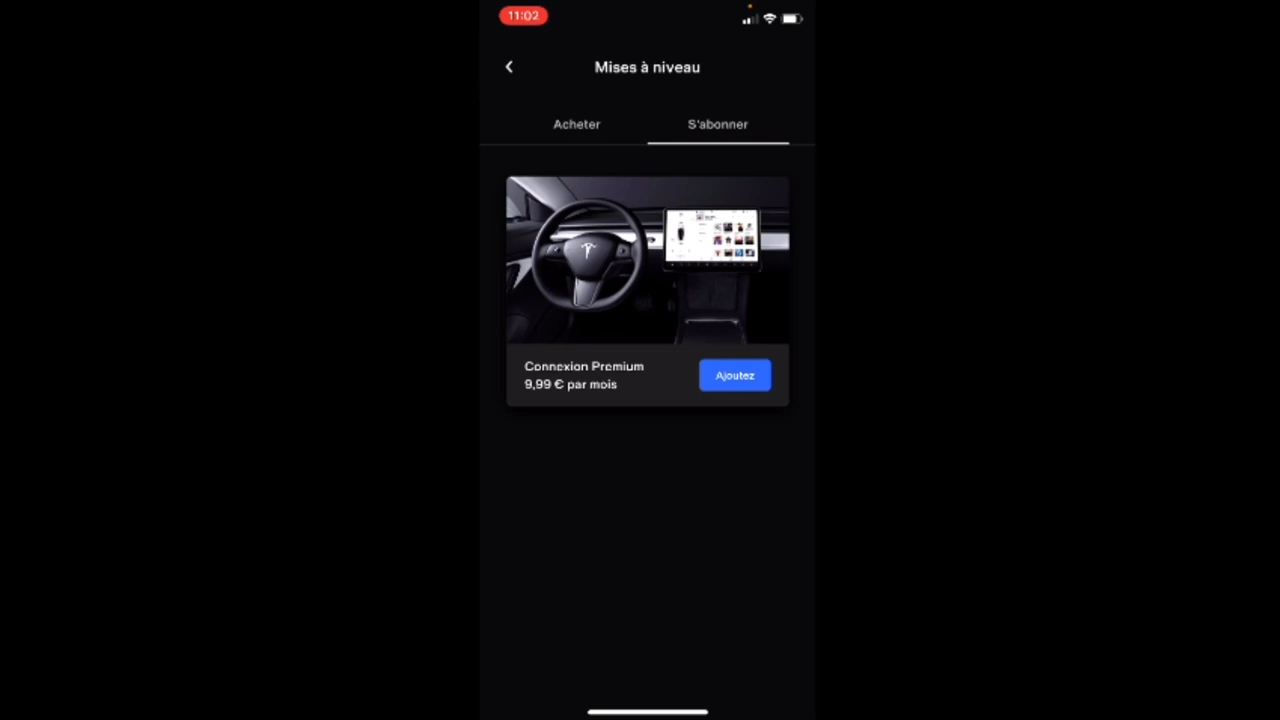 11:02
Mises à niveau
Acheter
S'abonner
Connexion Premium
9,99 € par mois
Ajoutez